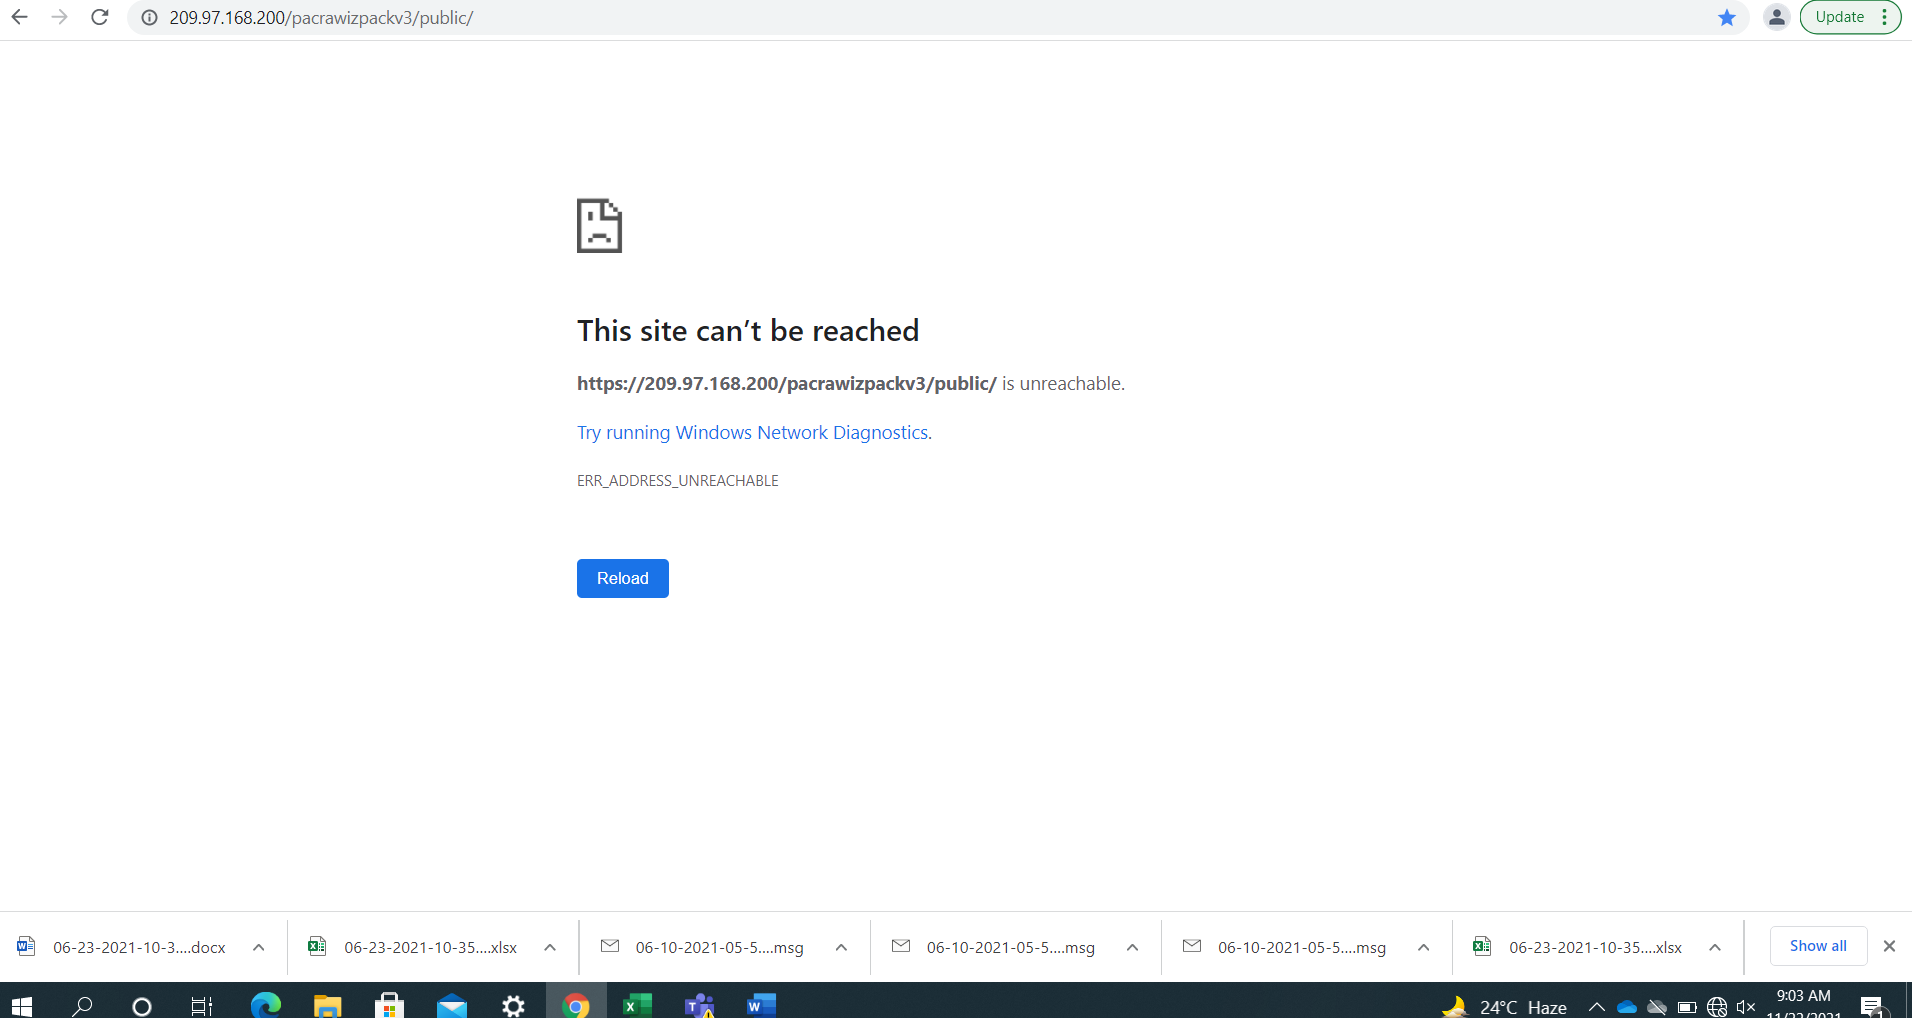 209.97.168.200/pacrawizpackv3/public/
Update
This site can’t be reached
https://209.97.168.200/pacrawizpackv3/public/ is unreachable.
Try running Windows Network Diagnostics.
ERR_ADDRESS_UNREACHABLE
Reload
06-23-2021-10-3....docx
06-23-2021-10-35....xlsx
06-10-2021-05-5....msg
06-10-2021-05-5....msg
06-10-2021-05-5....msg
06-23-2021-10-35....xlsx
Show all
24°C Haze
9:03 AM